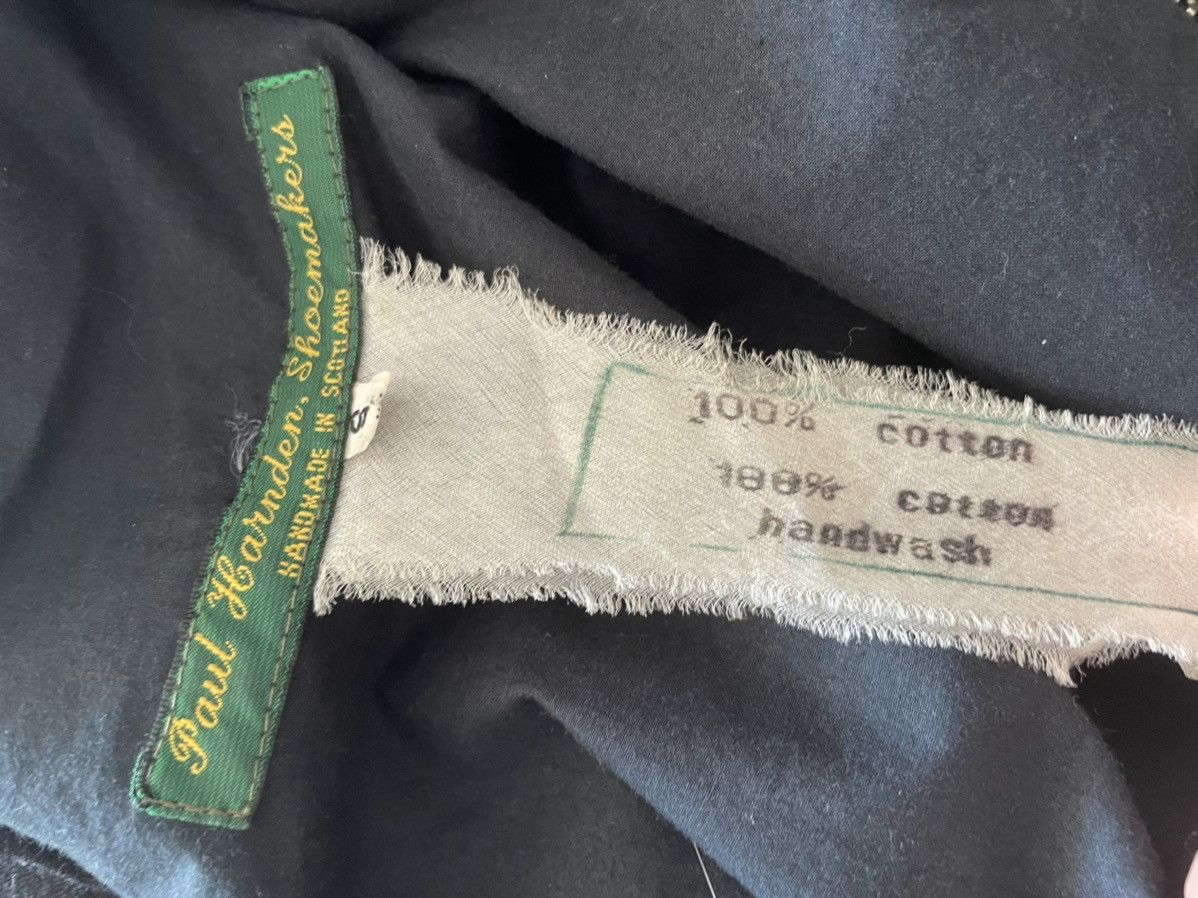 Paul Harnden, Shoemakers
HANDMADE IN SCOTLAND
100% cotton
100% cotton
handwash